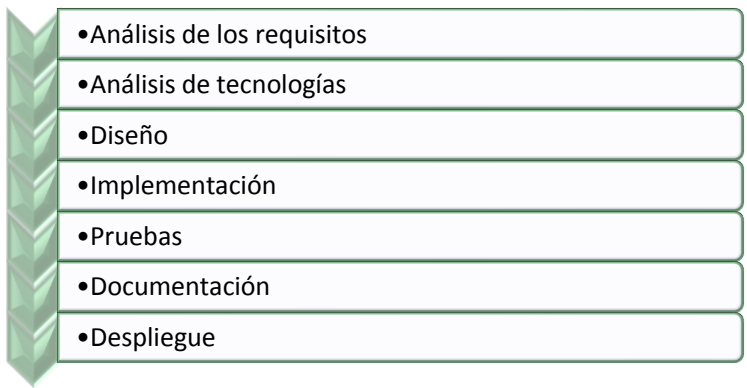 •Análisis de los requisitos
•Análisis de tecnologías
•Diseño
•Implementación
•Pruebas
•Documentación
•Despliegue